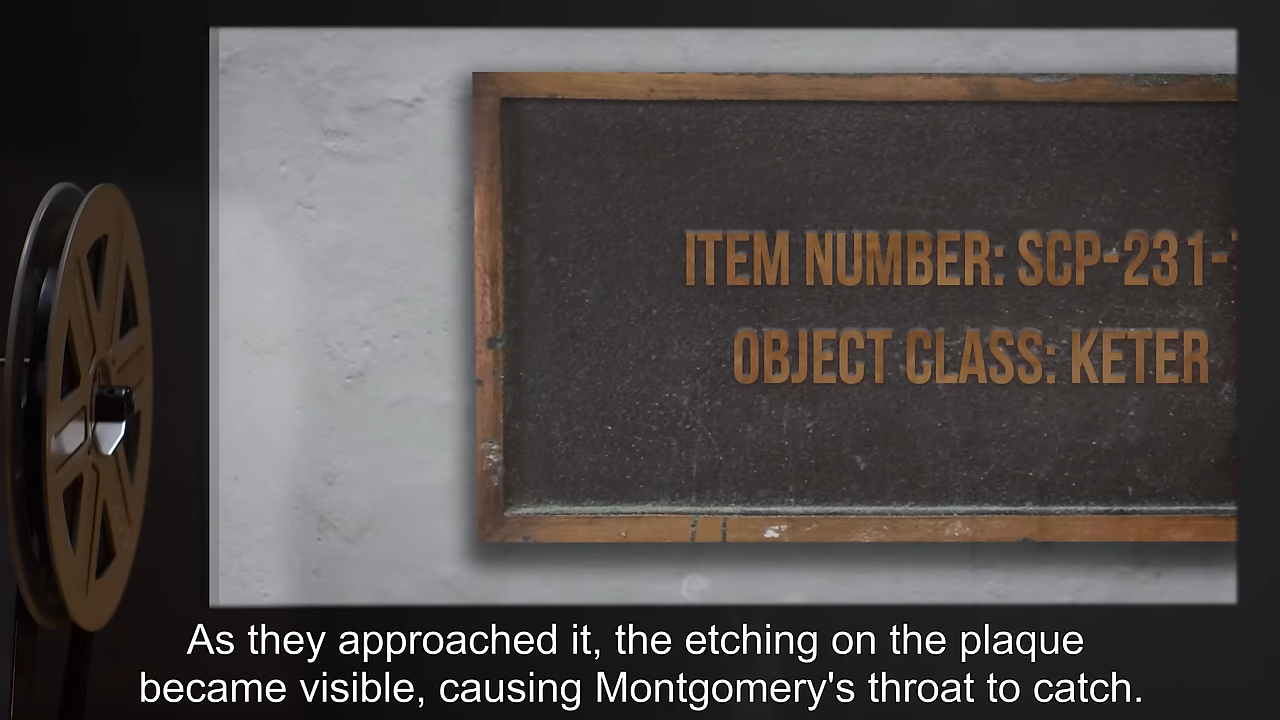 ITEM NUMBER: SCP-231-
OBJECT CLASS: KETER
As they approached it, the etching on the plaque
became visible, causing Montgomery's throat to catch.